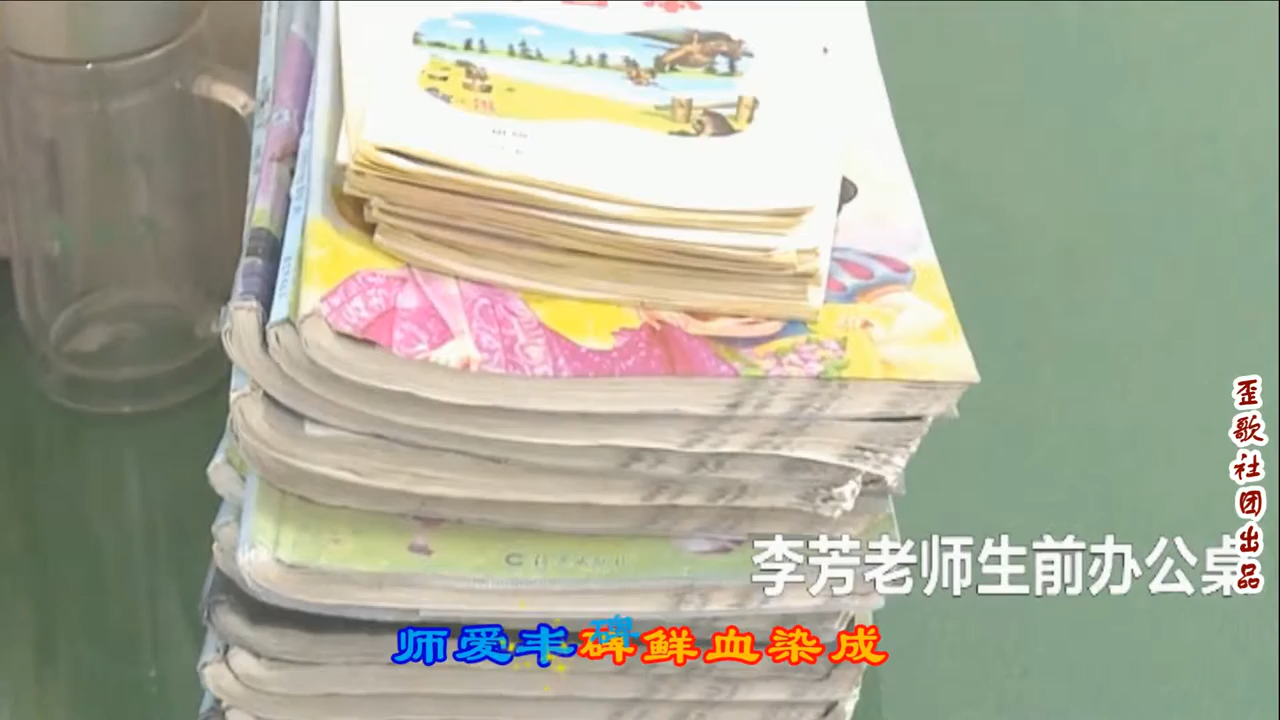 李芳老师生前办公桌
师爱丰碑鲜血染成
歪歌社团出品